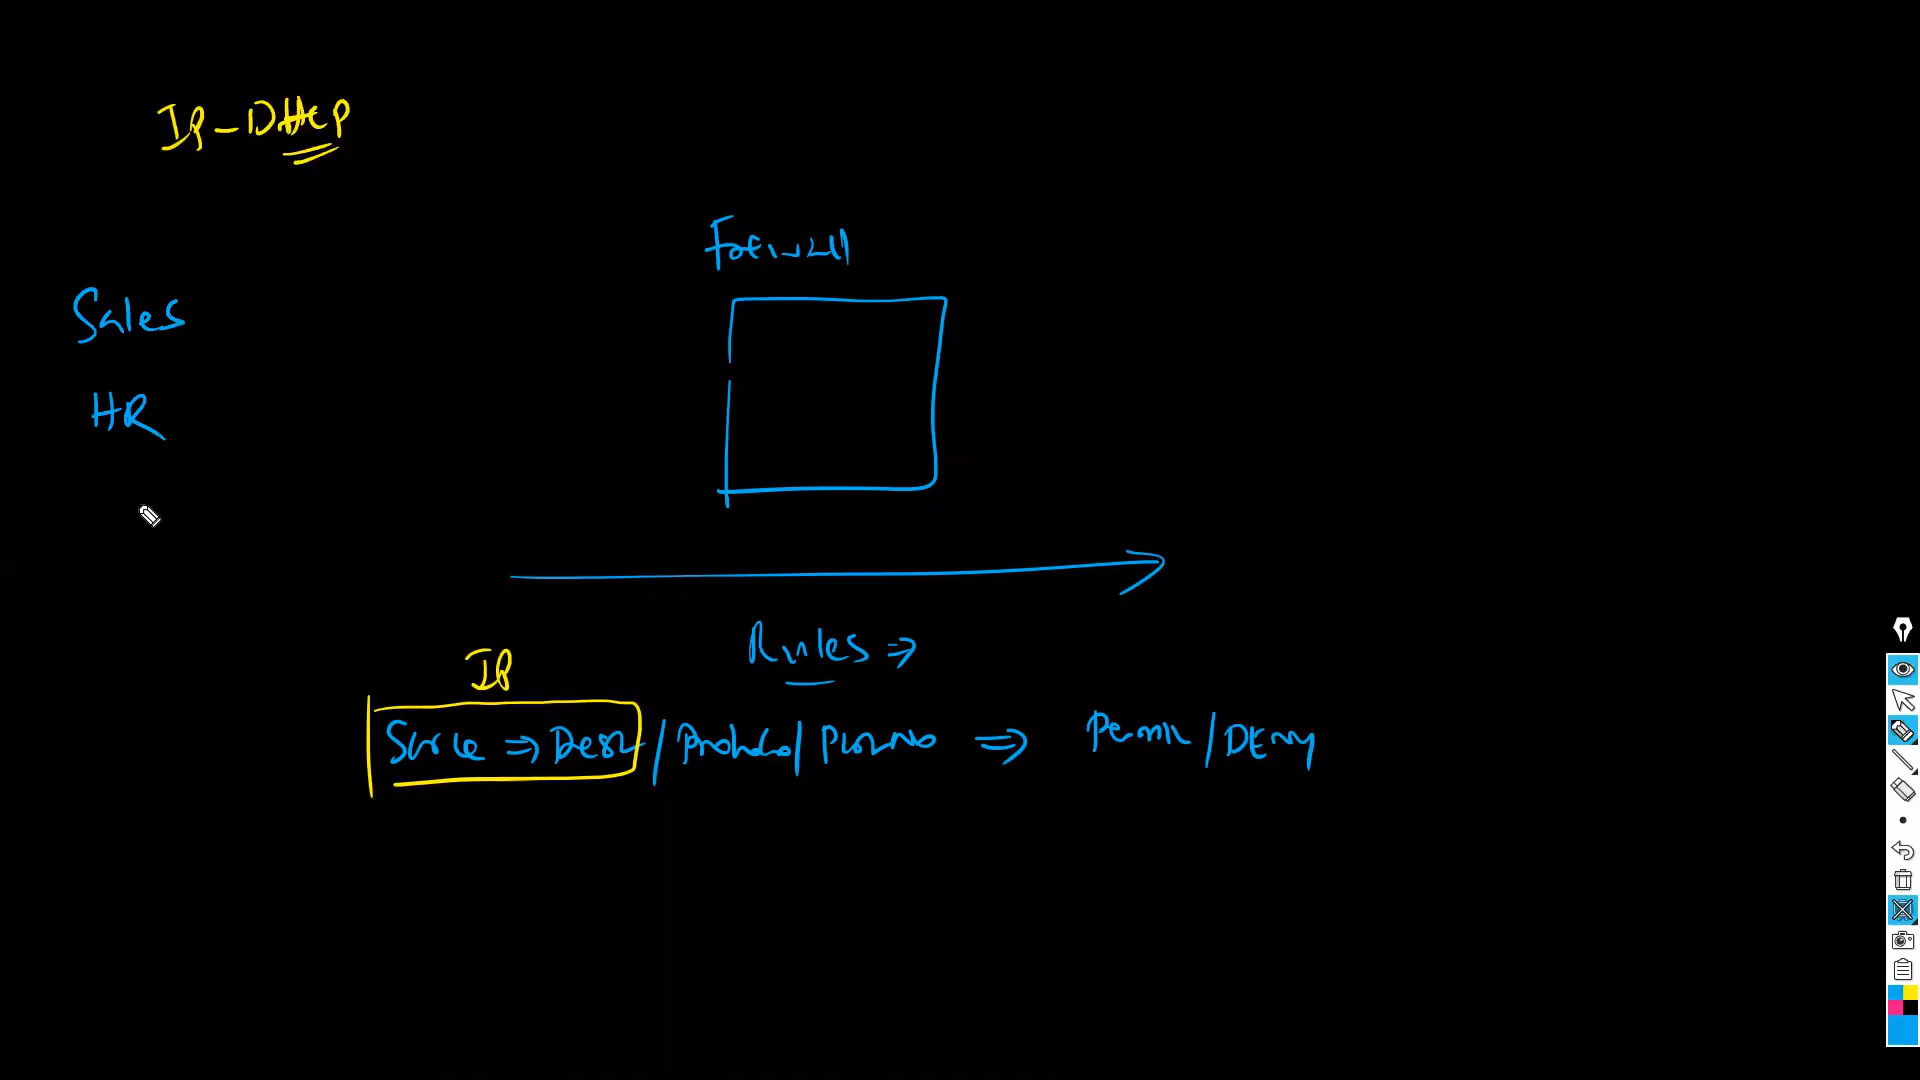 IP-DHCP
Firewall
Sales
HR
Rules ⇒
IP
Source ⇒ Dest / Protocol / Port No ⇒ Permit / Deny